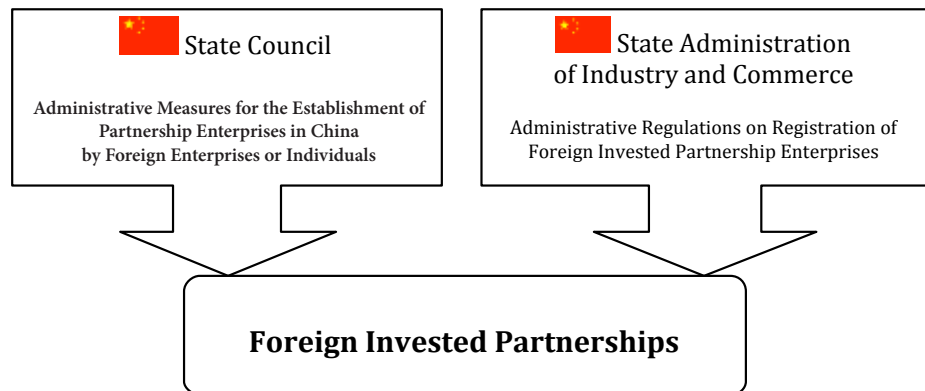 State Council
Administrative Measures for the Establishment of
Partnership Enterprises in China
by Foreign Enterprises or Individuals
State Administration
of Industry and Commerce
Administrative Regulations on Registration of
Foreign Invested Partnership Enterprises
Foreign Invested Partnerships